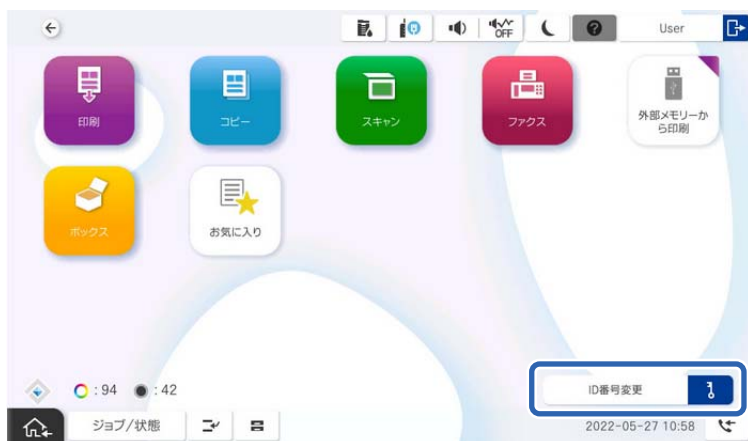 OFF
User
印刷
コピー
スキャン
ファクス
外部メモリーか
ら印刷
ボックス
お気に入り
: 94
: 42
ID番号変更
ジョブ/状態
2022-05-27 10:58